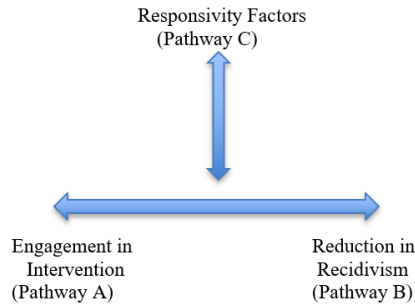 Responsivity Factors
(Pathway C)
Engagement in
Intervention
(Pathway A)
Reduction in
Recidivism
(Pathway B)